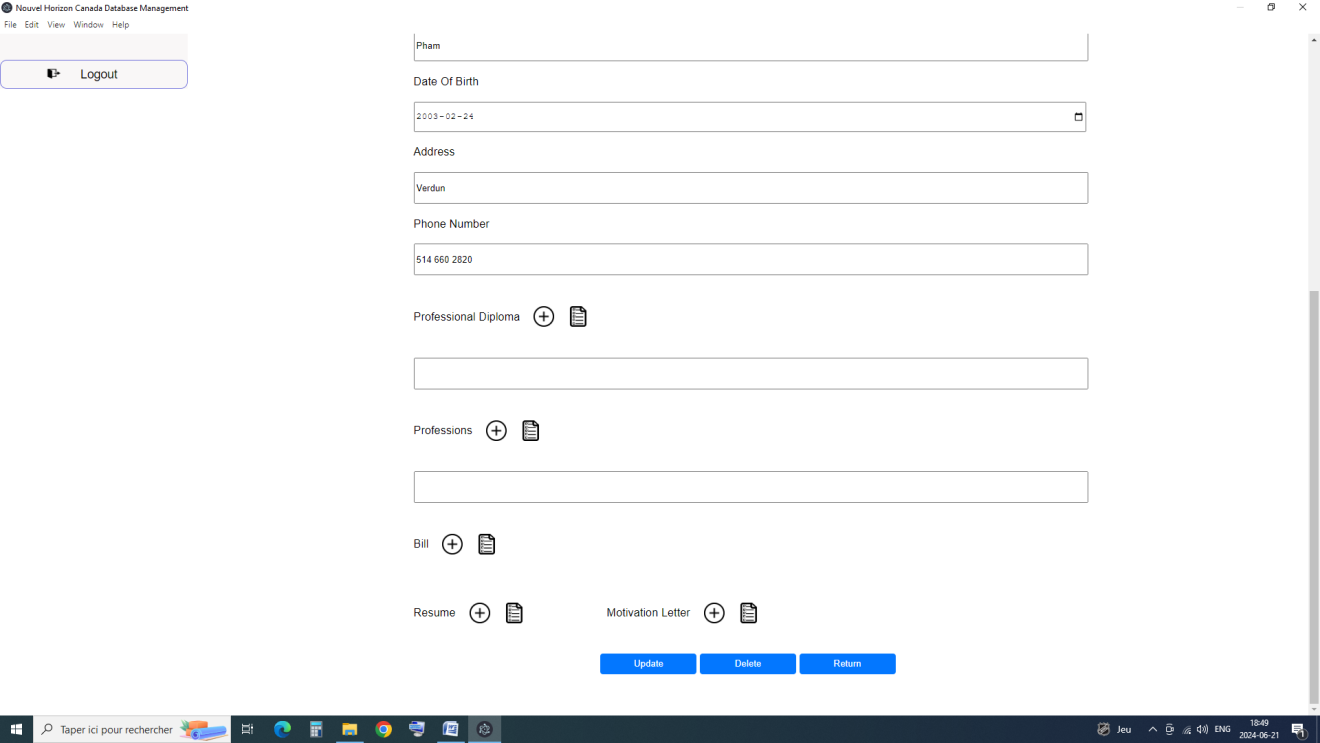 Nouvel Horizon Canada Database Management
File Edit View Window Help
Logout
Pham
Date Of Birth
2003-02-24
Address
Verdun
Phone Number
514 660 2820
Professional Diploma
Professions
Bill
Resume Motivation Letter
Update Delete Return
Taper ici pour rechercher
Jeu
ENG
18:49
2024-06-21
1